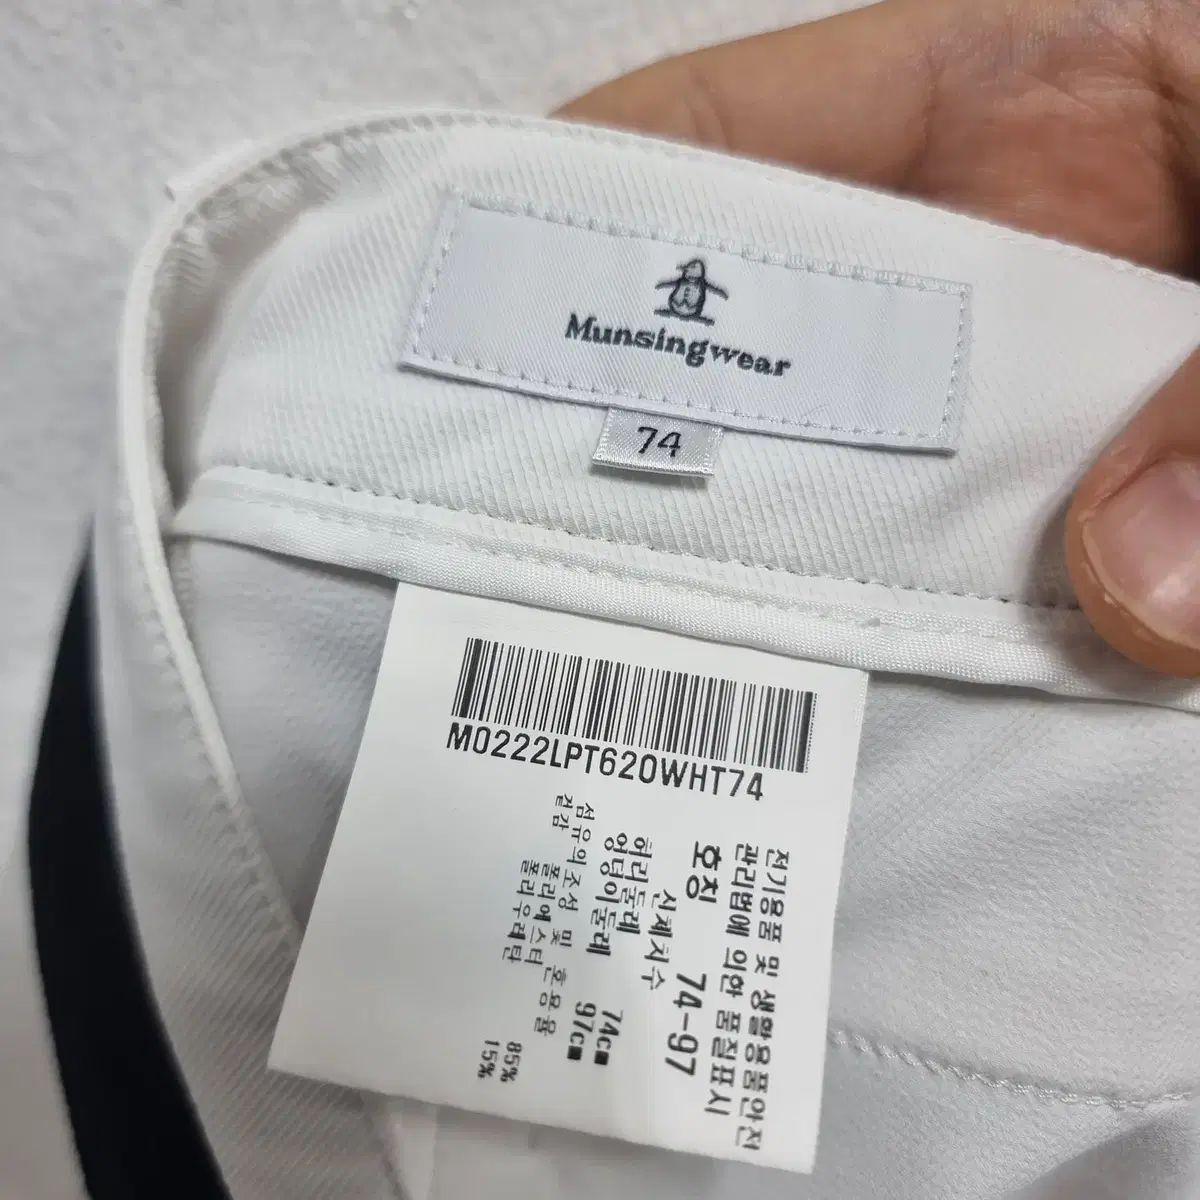 Munsingwear
74
M0222LPT620WHT74
전기용품 및 생활용품안전
관리법에 의한 품질표시
호칭 74-97
신체치수
허리둘레 74c■
엉덩이둘레 97c■
섬유의 조성 및 혼용율
겉감 폴리에스터 85%
폴리우레탄 15%